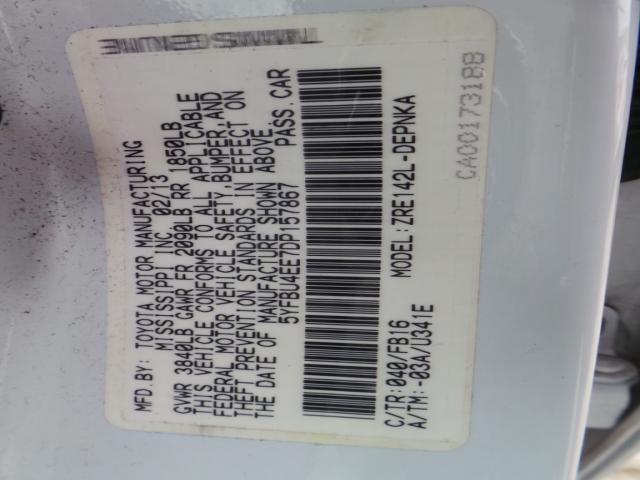 MFD.BY: TOYOTA MOTOR MANUFACTURING
MISSISSIPPI INC. 02/13
GVWR 3840LB GAWR FR 2090LB RR 1850LB
THIS VEHICLE CONFORMS TO ALL APPLICABLE
FEDERAL MOTOR VEHICLE SAFETY,BUMPER,AND
THEFT PREVENTION STANDARDS IN EFFECT ON
THE DATE OF MANUFACTURE SHOWN ABOVE.
5YFBU4EE7DP157867 PASS.CAR
C/TR:040/FB16 MODEL:ZRE142L-DEPNKA
A/TM:-03A/U341E
CA00173188